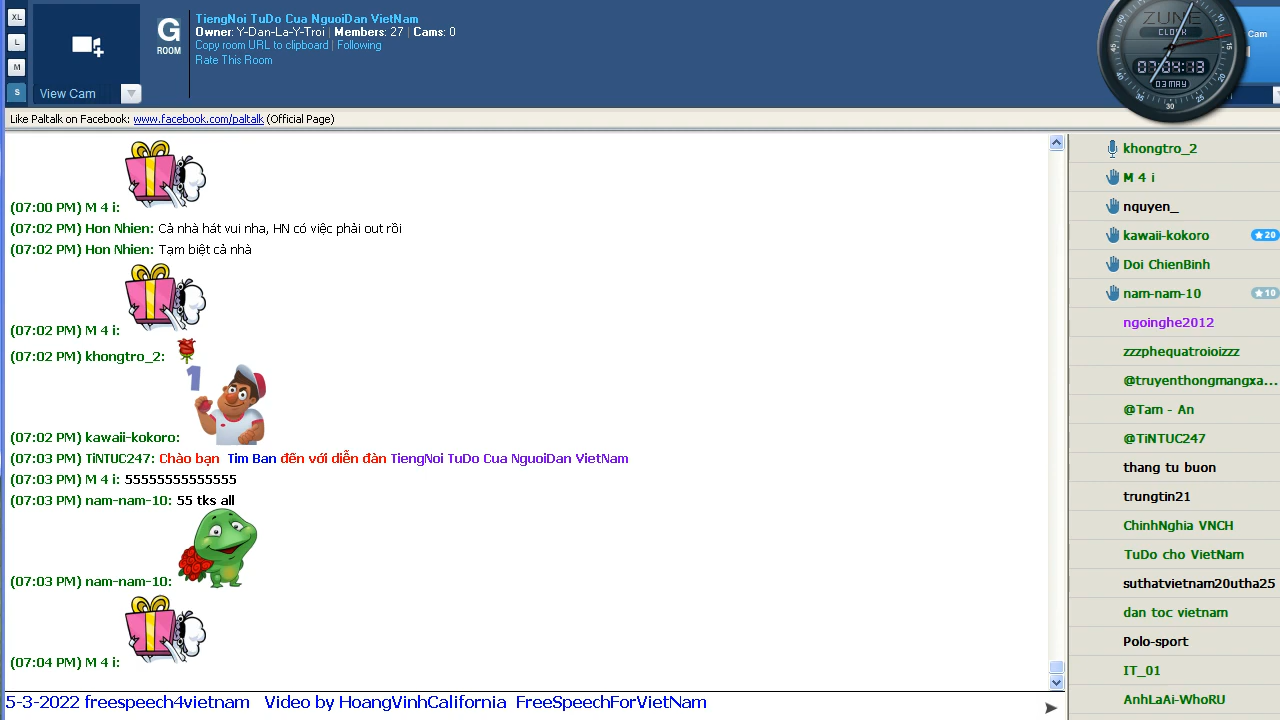 XL
L
M
S
View Cam
G
ROOM
TiengNoi TuDo Cua NguoiDan VietNam
Owner: Y-Dan-La-Y-Troi | Members: 27 | Cams: 0
Copy room URL to clipboard | Following
Rate This Room
ZUNE
CLOCK
07:04:13
03 MAY
Cam
Like Paltalk on Facebook: www.facebook.com/paltalk (Official Page)
(07:00 PM) M 4 i:
(07:02 PM) Hon Nhien: Cả nhà hát vui nha, HN có việc phải out rồi
(07:02 PM) Hon Nhien: Tạm biệt cả nhà
(07:02 PM) M 4 i:
(07:02 PM) khongtro_2:
1
(07:02 PM) kawaii-kokoro:
(07:03 PM) TiNTUC247: Chào bạn Tim Ban đến với diễn đàn TiengNoi TuDo Cua NguoiDan VietNam
(07:03 PM) M 4 i: 55555555555555
(07:03 PM) nam-nam-10: 55 tks all
(07:03 PM) nam-nam-10:
(07:04 PM) M 4 i:
5-3-2022 freespeech4vietnam Video by HoangVinhCalifornia FreeSpeechForVietNam
khongtro_2
M 4 i
nguyen_
kawaii-kokoro 20
Doi ChienBinh
nam-nam-10 10
ngoinghe2012
zzzphequatroioizzz
@truyenthongmangxa...
@Tam - An
@TiNTUC247
thang tu buon
trungtin21
ChinhNghia VNCH
TuDo cho VietNam
suthatvietnam20utha25
dan toc vietnam
Polo-sport
IT_01
AnhLaAi-WhoRU